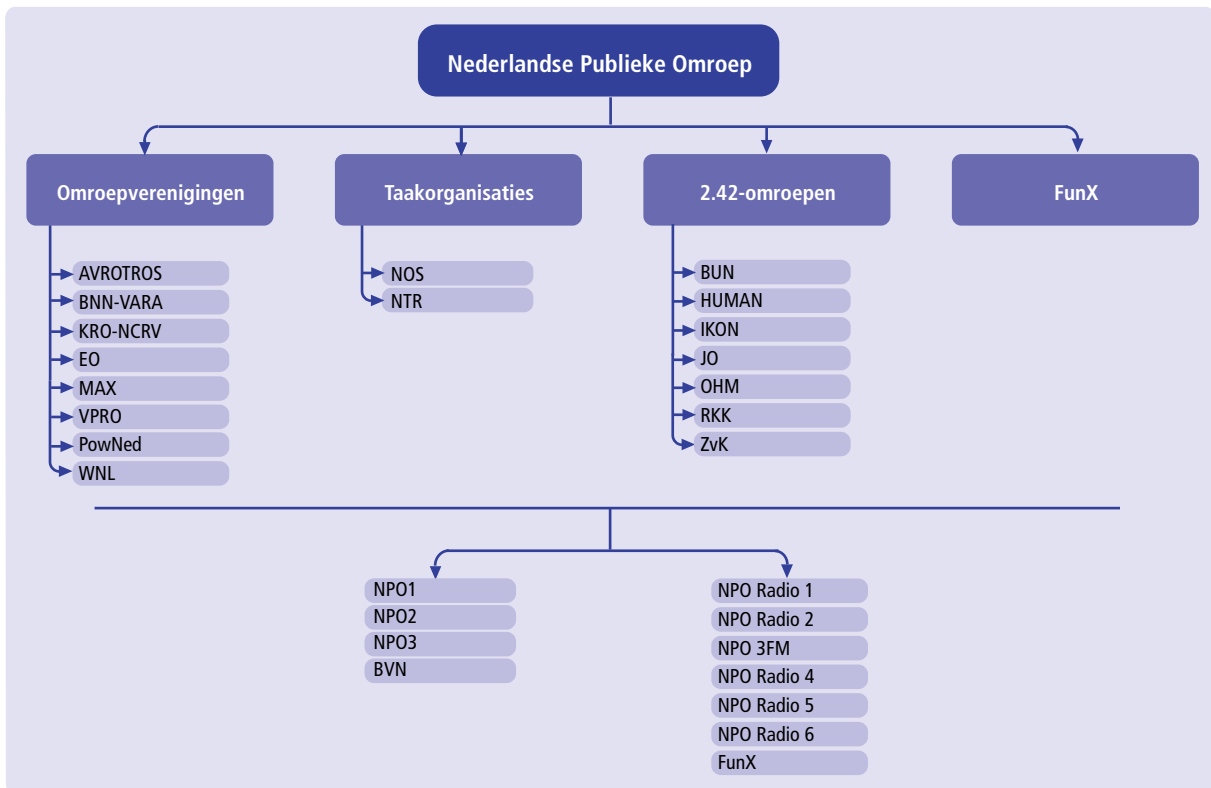 Nederlandse Publieke Omroep
Omroepverenigingen
AVROTROS
BNN-VARA
KRO-NCRV
EO
MAX
VPRO
PowNed
WNL
Taakorganisaties
NOS
NTR
2.42-omroepen
BUN
HUMAN
IKON
JO
OHM
RKK
ZvK
FunX
NPO1
NPO2
NPO3
BVN
NPO Radio 1
NPO Radio 2
NPO 3FM
NPO Radio 4
NPO Radio 5
NPO Radio 6
FunX